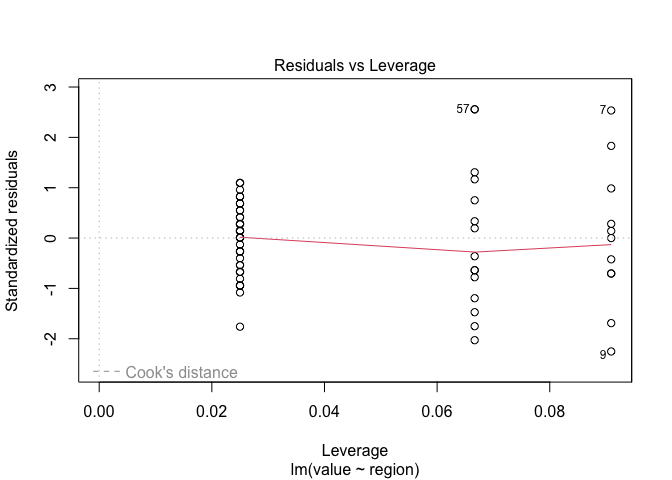 Residuals vs Leverage
Standardized residuals
3
2
1
0
-1
-2
57
7
9
Cook's distance
0.00 0.02 0.04 0.06 0.08
Leverage
lm(value ~ region)